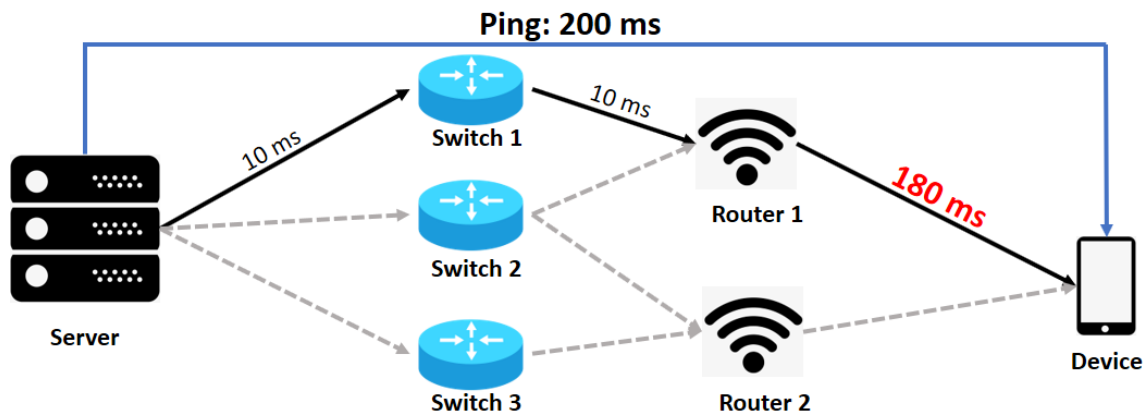 Ping: 200 ms
10 ms
Switch 1
10 ms
Router 1
180 ms
Switch 2
Server
Switch 3
Router 2
Device